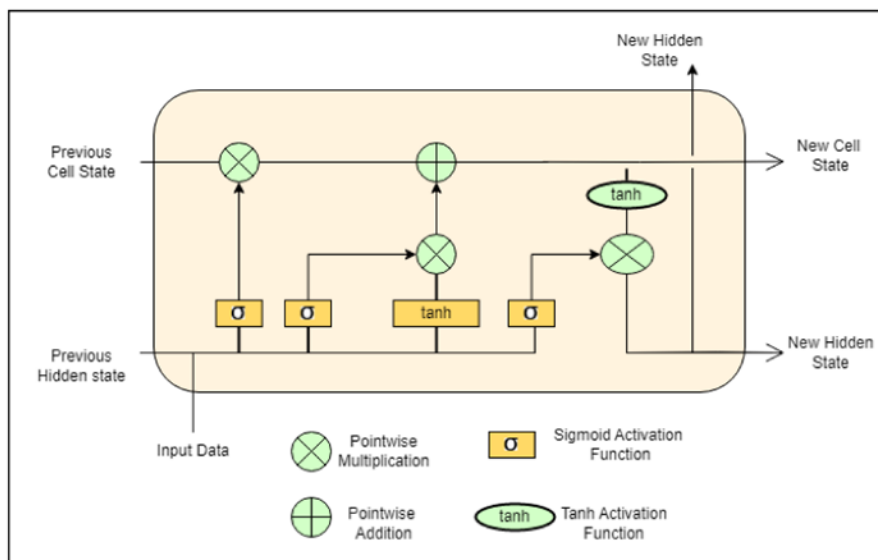 New Hidden
State
Previous
Cell State
New Cell
State
tanh
σ
σ
tanh
σ
Previous
Hidden state
New Hidden
State
Input Data
Pointwise
Multiplication
σ
Sigmoid Activation
Function
Pointwise
Addition
tanh
Tanh Activation
Function